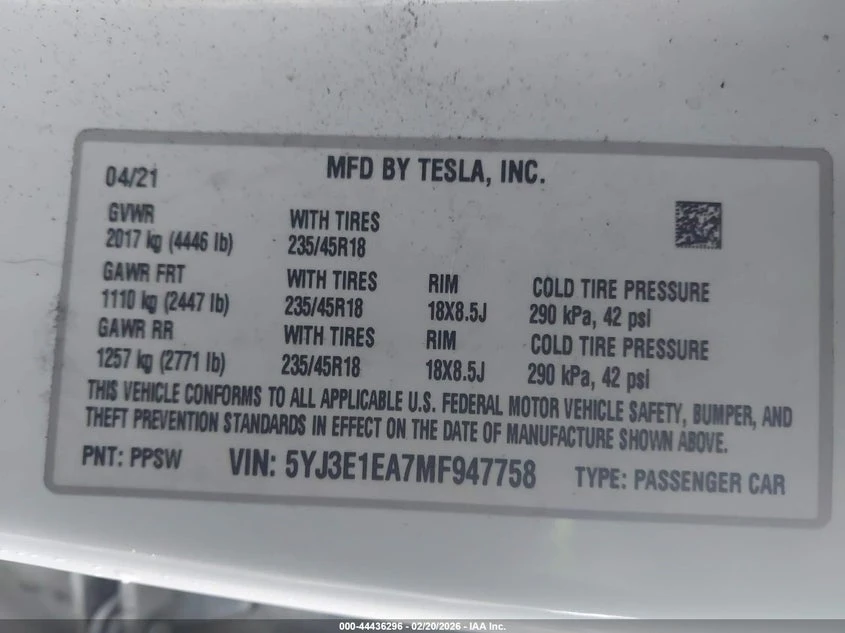 MFD BY TESLA, INC.
04/21
GVWR WITH TIRES
2017 kg (4446 lb) 235/45R18
GAWR FRT WITH TIRES RIM COLD TIRE PRESSURE
1110 kg (2447 lb) 235/45R18 18X8.5J 290 kPa, 42 psi
GAWR RR WITH TIRES RIM COLD TIRE PRESSURE
1257 kg (2771 lb) 235/45R18 18X8.5J 290 kPa, 42 psi
THIS VEHICLE CONFORMS TO ALL APPLICABLE U.S. FEDERAL MOTOR VEHICLE SAFETY, BUMPER, AND
THEFT PREVENTION STANDARDS IN EFFECT ON THE DATE OF MANUFACTURE SHOWN ABOVE.
PNT: PPSW VIN: 5YJ3E1EA7MF947758 TYPE: PASSENGER CAR
000-44436296 - 02/20/2026 - IAA Inc.